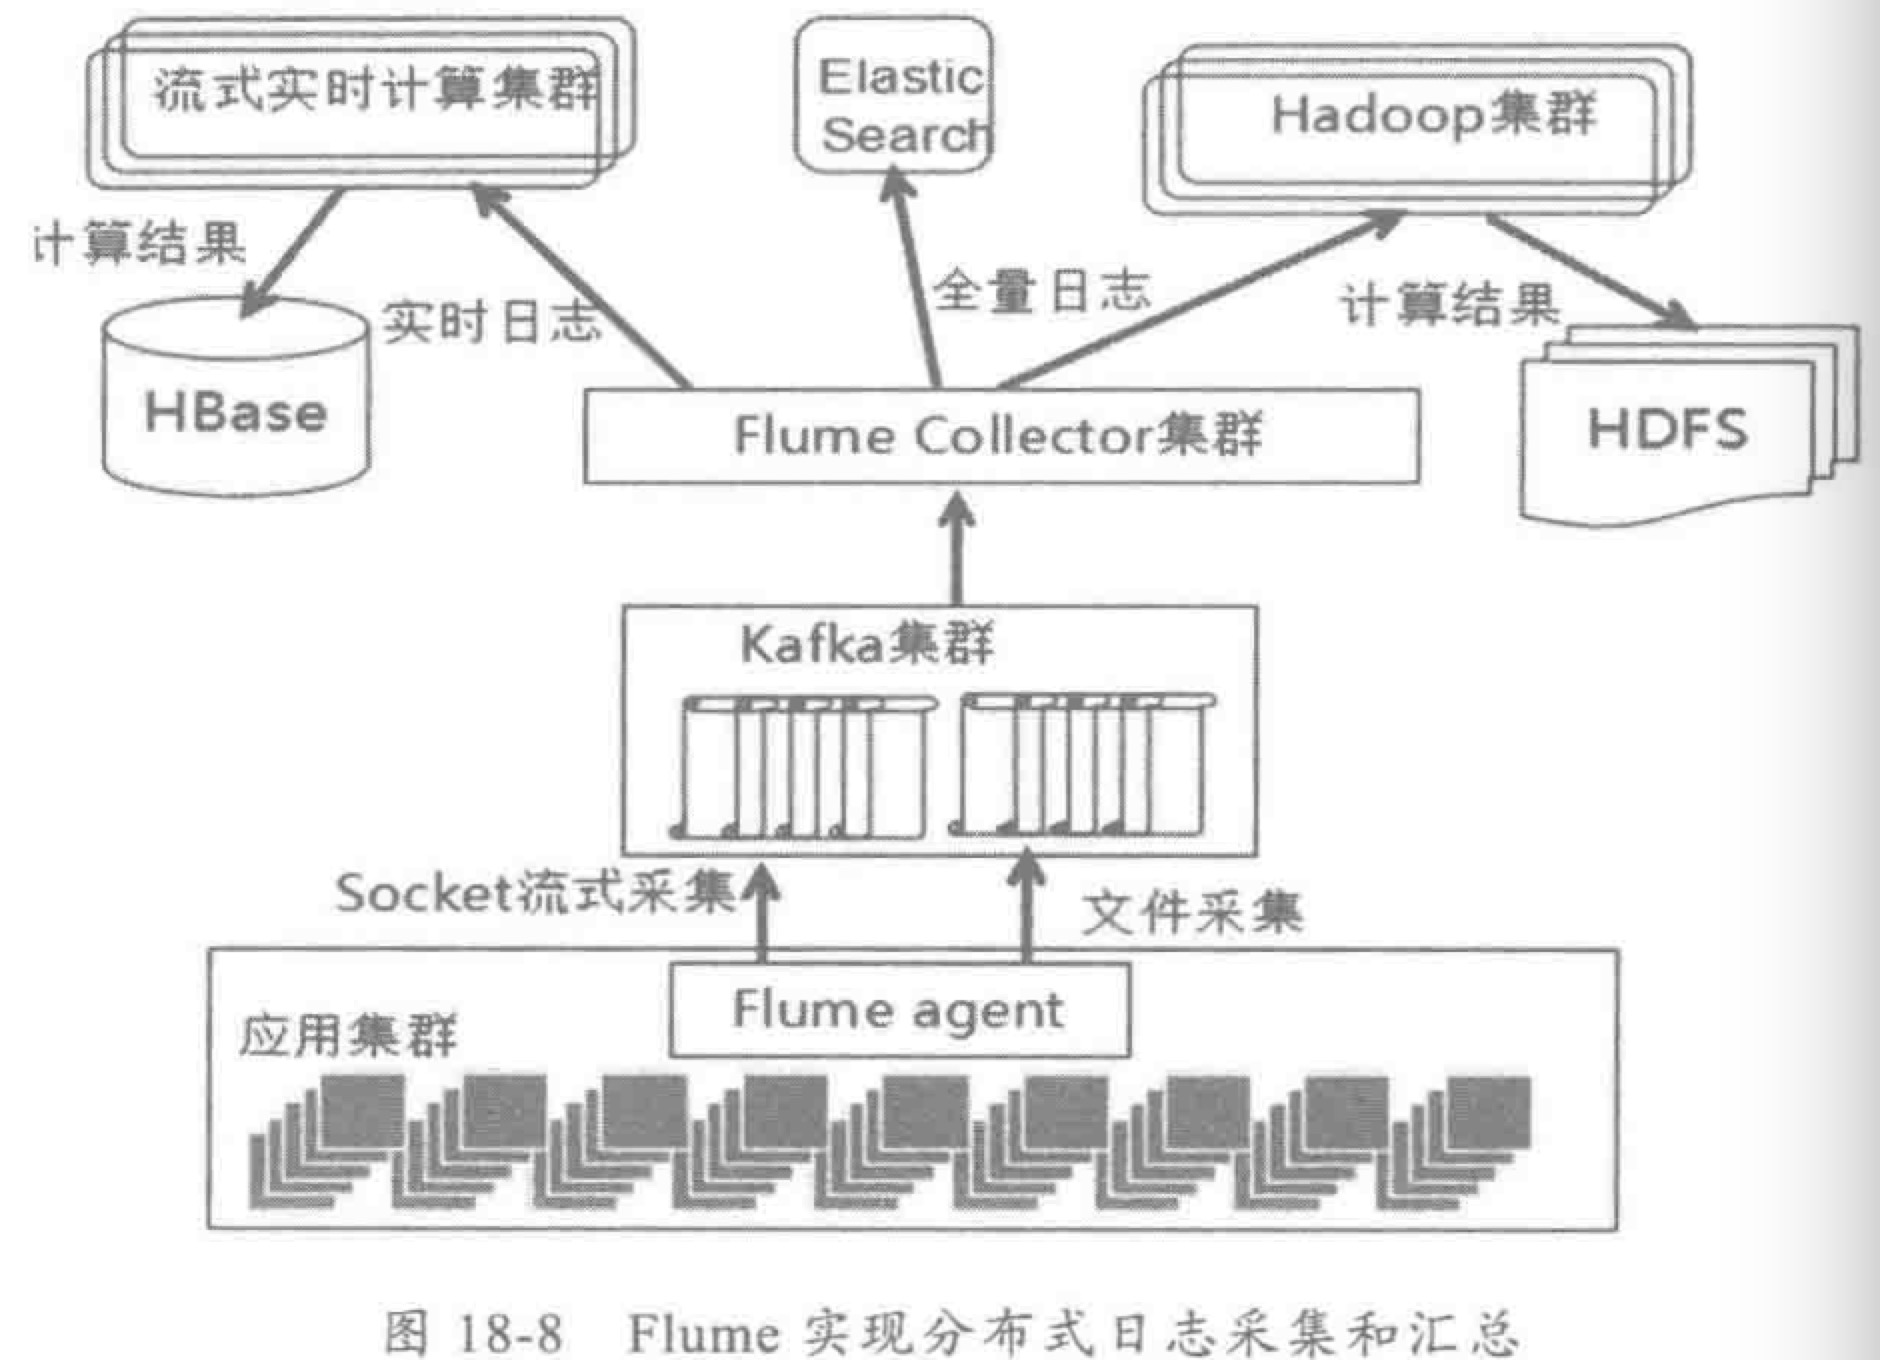 流式实时计算集群
Elastic
Search
Hadoop集群
计算结果
实时日志
全量日志
计算结果
HBase
Flume Collector集群
HDFS
Kafka集群
Socket流式采集
文件采集
Flume agent
应用集群
图 18-8 Flume 实现分布式日志采集和汇总